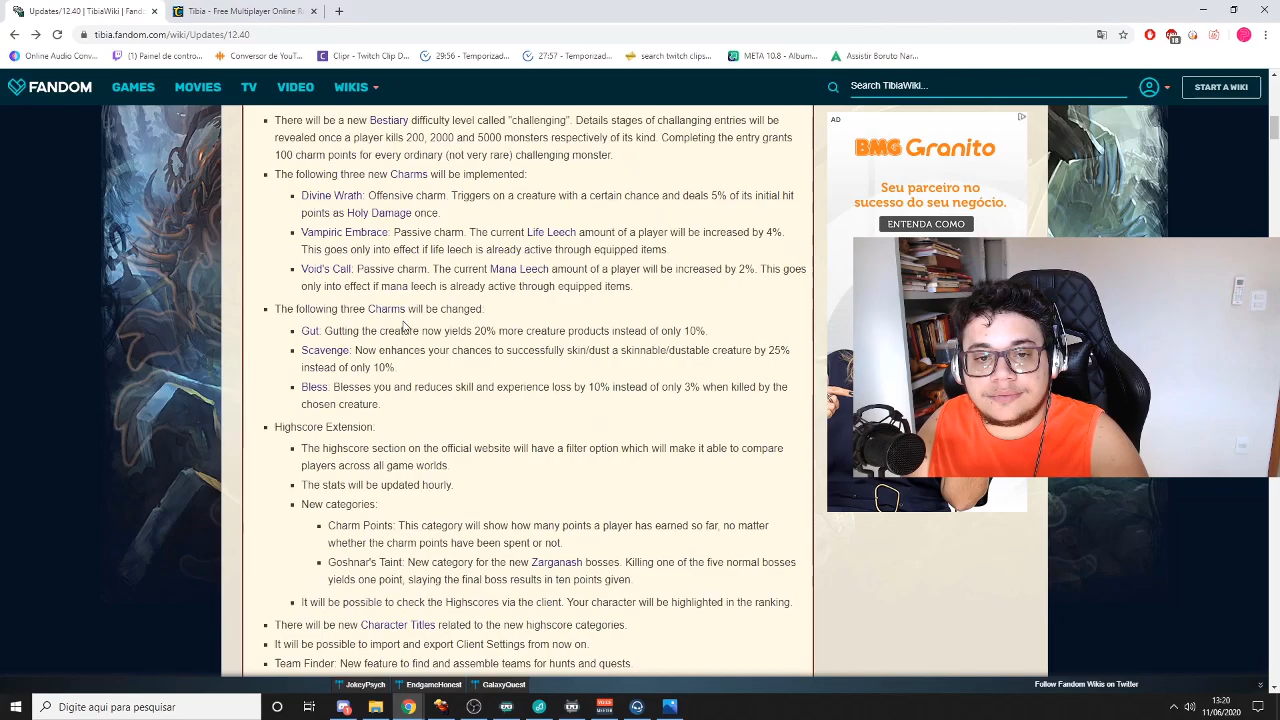 Updates/12.40 | TibiaWiki | Fan
Tibia - Free Multiplayer Online R
tibia.fandom.com/wiki/Updates/12.40
Online Audio Conv...
(1) Painel de contro...
Conversor de YouT...
Clipr - Twitch Clip D...
29:56 - Temporizad...
27:57 - Temporizad...
search twitch clips...
META 10.8 - Album...
Assistir Boruto Nar...
FANDOM
GAMES
MOVIES
TV
VIDEO
WIKIS
Search TibiaWiki...
START A WIKI
There will be a new Bestiary difficulty level called "challenging". Details stages of challanging entries will be
revealed once a player kills 200, 2000 and 5000 monsters respectively of its kind. Completing the entry grants
100 charm points for every ordinary (not very rare) challenging monster.
The following three new Charms will be implemented:
Divine Wrath: Offensive charm. Triggers on a creature with a certain chance and deals 5% of its initial hit
points as Holy Damage once.
Vampiric Embrace: Passive charm. The current Life Leech amount of a player will be increased by 4%.
This goes only into effect if life leech is already active through equipped items.
Void's Call: Passive charm. The current Mana Leech amount of a player will be increased by 2%. This goes
only into effect if mana leech is already active through equipped items.
The following three Charms will be changed:
Gut: Gutting the creature now yields 20% more creature products instead of only 10%.
Scavenge: Now enhances your chances to successfully skin/dust a skinnable/dustable creature by 25%
instead of only 10%.
Bless: Blesses you and reduces skill and experience loss by 10% instead of only 3% when killed by the
chosen creature.
Highscore Extension:
The highscore section on the official website will have a filter option which will make it able to compare
players across all game worlds.
The stats will be updated hourly.
New categories:
Charm Points: This category will show how many points a player has earned so far, no matter
whether the charm points have been spent or not.
Goshnar's Taint: New category for the new Zarganash bosses. Killing one of the five normal bosses
yields one point, slaying the final boss results in ten points given.
It will be possible to check the Highscores via the client. Your character will be highlighted in the ranking.
There will be new Character Titles related to the new highscore categories.
It will be possible to import and export Client Settings from now on.
Team Finder: New feature to find and assemble teams for hunts and quests.
AD
BMG Granito
Seu parceiro no
sucesso do seu negócio.
ENTENDA COMO
JokeyPsych
EndgameHonest
GalaxyQuest
Follow Fandom Wikis on Twitter
Digite aqui para pesquisar
13:20
11/06/2020